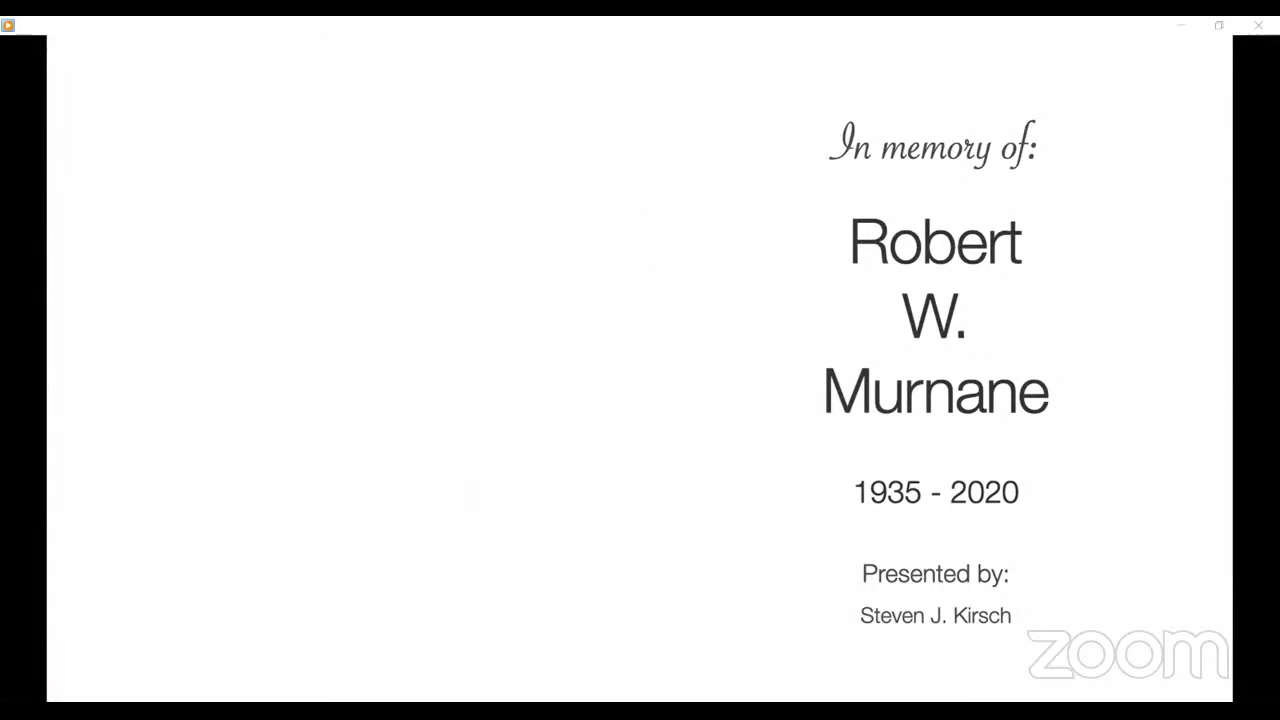 In memory of:
Robert
W.
Murnane
1935 - 2020
Presented by:
Steven J. Kirsch
zoom